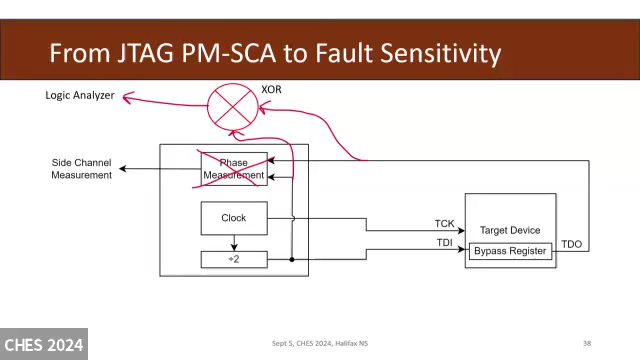 From JTAG PM-SCA to Fault Sensitivity
XOR
Logic Analyzer
Side Channel
Measurement
Phase
Measurement
Clock
÷2
TCK
TDI
Target Device
Bypass Register
TDO
CHES 2024
Sept 5, CHES 2024, Halifax NS
38